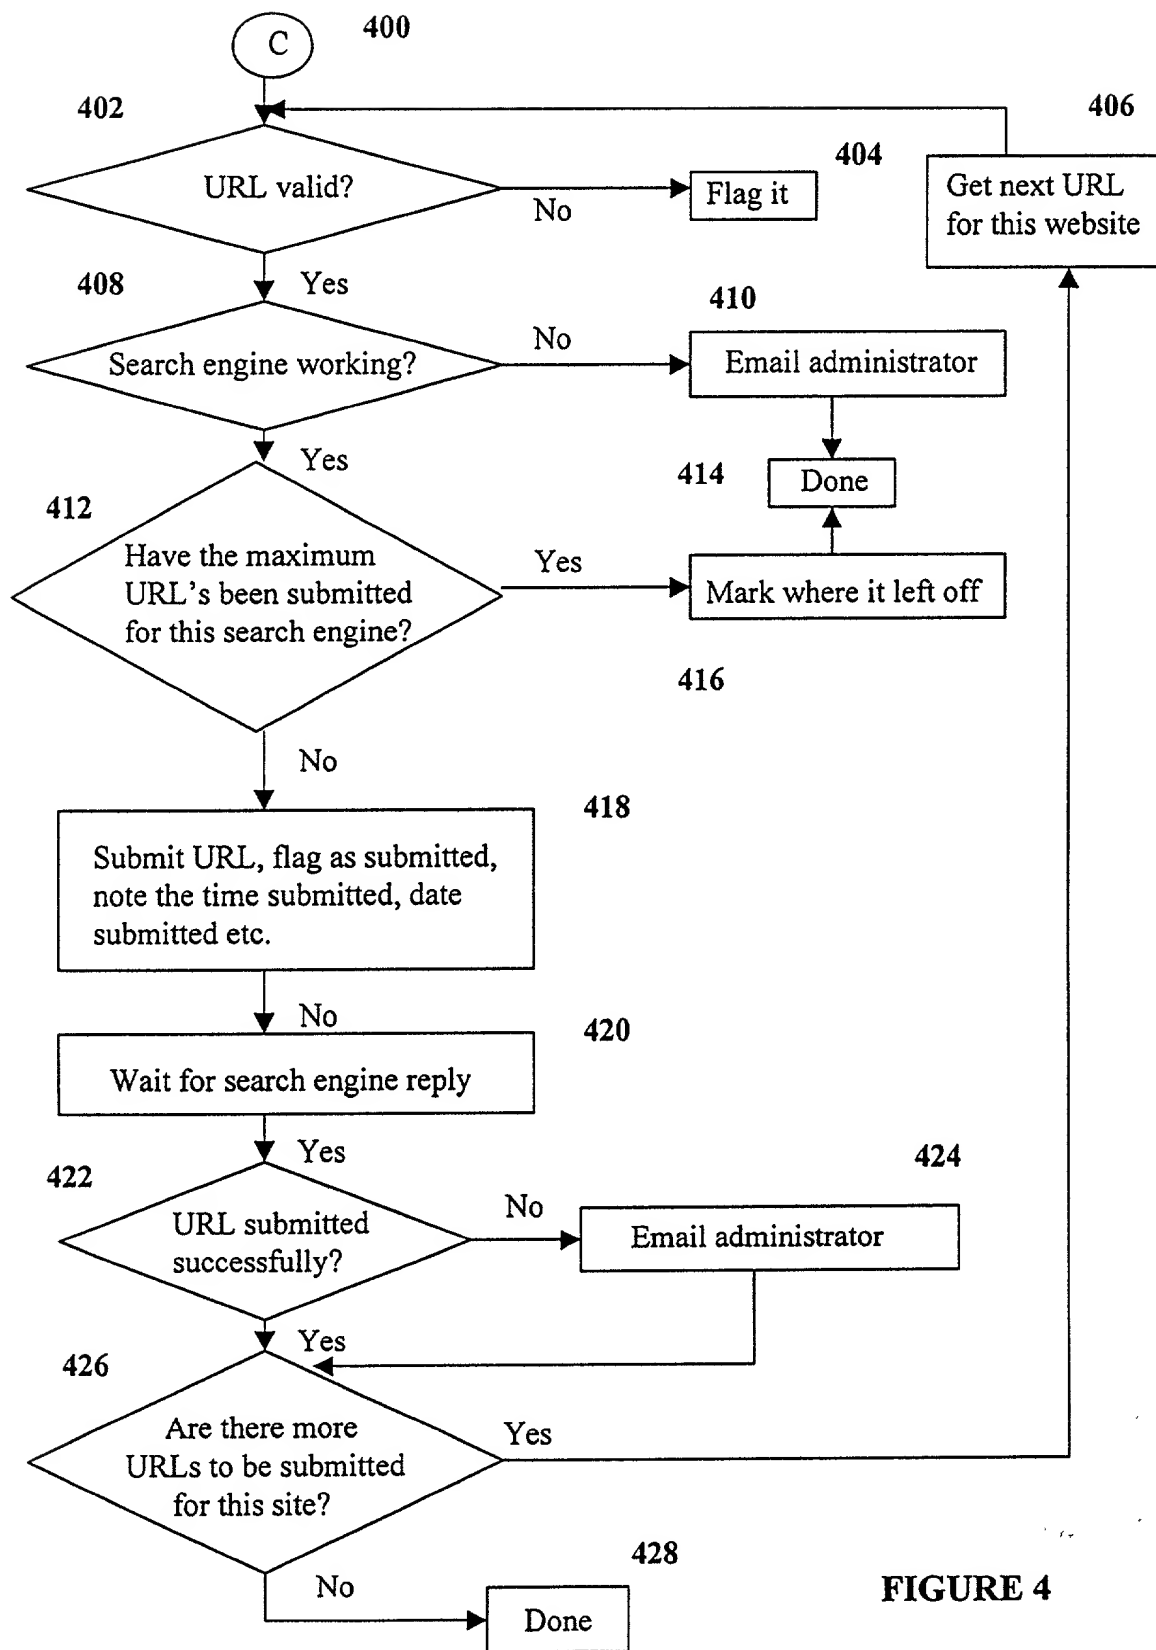 C
400
402
406
URL valid?
No
404
Flag it
Get next URL
for this website
Yes
408
Search engine working?
No
410
Email administrator
Yes
414
Done
412
Have the maximum
URL's been submitted
for this search engine?
Yes
Mark where it left off
416
No
418
Submit URL, flag as submitted,
note the time submitted, date
submitted etc.
No
420
Wait for search engine reply
Yes
422
URL submitted
successfully?
No
424
Email administrator
Yes
426
Are there more
URLs to be submitted
for this site?
Yes
No
428
Done
FIGURE 4